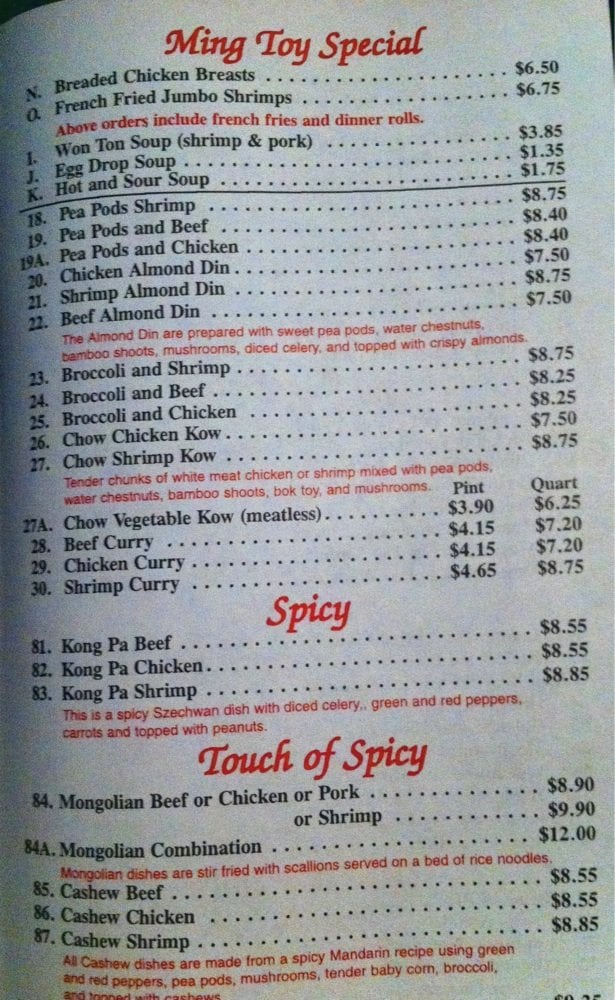 Ming Toy Special
N. Breaded Chicken Breasts . . . . . . . . . . . . . . . . . . . . . $6.50
O. French Fried Jumbo Shrimps . . . . . . . . . . . . . . . . . . $6.75
Above orders include french fries and dinner rolls.
I. Won Ton Soup (shrimp & pork) . . . . . . . . . . . . . . . . $3.85
J. Egg Drop Soup . . . . . . . . . . . . . . . . . . . . . . . . . . . $1.35
K. Hot and Sour Soup . . . . . . . . . . . . . . . . . . . . . . . . $1.75
18. Pea Pods Shrimp . . . . . . . . . . . . . . . . . . . . . . . . . $8.75
19. Pea Pods and Beef . . . . . . . . . . . . . . . . . . . . . . . . $8.40
19A. Pea Pods and Chicken . . . . . . . . . . . . . . . . . . . . . $8.40
20. Chicken Almond Din . . . . . . . . . . . . . . . . . . . . . . . $7.50
21. Shrimp Almond Din . . . . . . . . . . . . . . . . . . . . . . . $8.75
22. Beef Almond Din . . . . . . . . . . . . . . . . . . . . . . . . . $7.50
The Almond Din are prepared with sweet pea pods, water chestnuts,
bamboo shoots, mushrooms, diced celery, and topped with crispy almonds.
23. Broccoli and Shrimp . . . . . . . . . . . . . . . . . . . . . . . $8.75
24. Broccoli and Beef . . . . . . . . . . . . . . . . . . . . . . . . $8.25
25. Broccoli and Chicken . . . . . . . . . . . . . . . . . . . . . . $8.25
26. Chow Chicken Kow . . . . . . . . . . . . . . . . . . . . . . . $7.50
27. Chow Shrimp Kow . . . . . . . . . . . . . . . . . . . . . . . . $8.75
Tender chunks of white meat chicken or shrimp mixed with pea pods,
water chestnuts, bamboo shoots, bok toy, and mushrooms. Pint Quart
27A. Chow Vegetable Kow (meatless) . . . . . . . . . . $3.90 $6.25
28. Beef Curry . . . . . . . . . . . . . . . . . . . . . . . . $4.15 $7.20
29. Chicken Curry . . . . . . . . . . . . . . . . . . . . . $4.15 $7.20
30. Shrimp Curry . . . . . . . . . . . . . . . . . . . . . . $4.65 $8.75
Spicy
81. Kong Pa Beef . . . . . . . . . . . . . . . . . . . . . . . . . . . $8.55
82. Kong Pa Chicken . . . . . . . . . . . . . . . . . . . . . . . . . $8.55
83. Kong Pa Shrimp . . . . . . . . . . . . . . . . . . . . . . . . . $8.85
This is a spicy Szechwan dish with diced celery,, green and red peppers,
carrots and topped with peanuts.
Touch of Spicy
84. Mongolian Beef or Chicken or Pork . . . . . . . . . . . . . $8.90
or Shrimp . . . . . . . . . . . . $9.90
84A. Mongolian Combination . . . . . . . . . . . . . . . . . . . . $12.00
Mongolian dishes are stir fried with scallions served on a bed of rice noodles.
85. Cashew Beef . . . . . . . . . . . . . . . . . . . . . . . . . . . . $8.55
86. Cashew Chicken . . . . . . . . . . . . . . . . . . . . . . . . . $8.55
87. Cashew Shrimp . . . . . . . . . . . . . . . . . . . . . . . . . . $8.85
All Cashew dishes are made from a spicy Mandarin recipe using green
and red peppers, pea pods, mushrooms, tender baby corn, broccoli,
and topped with cashews